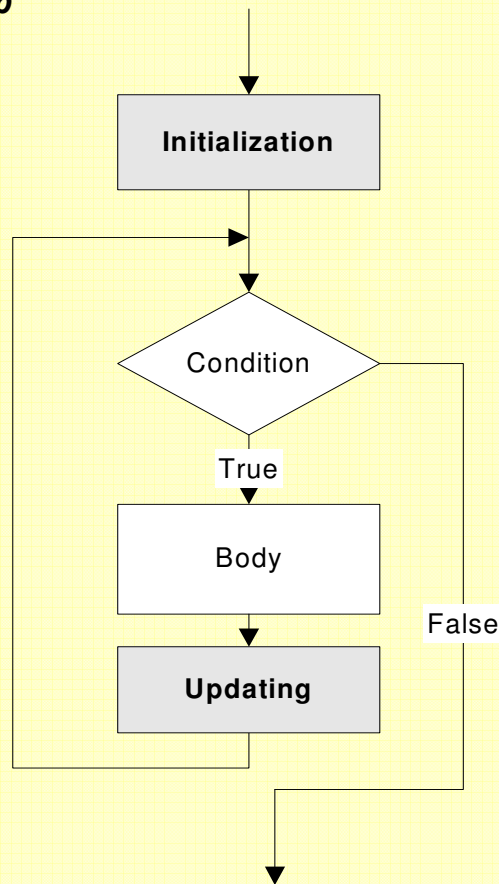 Initialization
Condition
True
Body
False
Updating